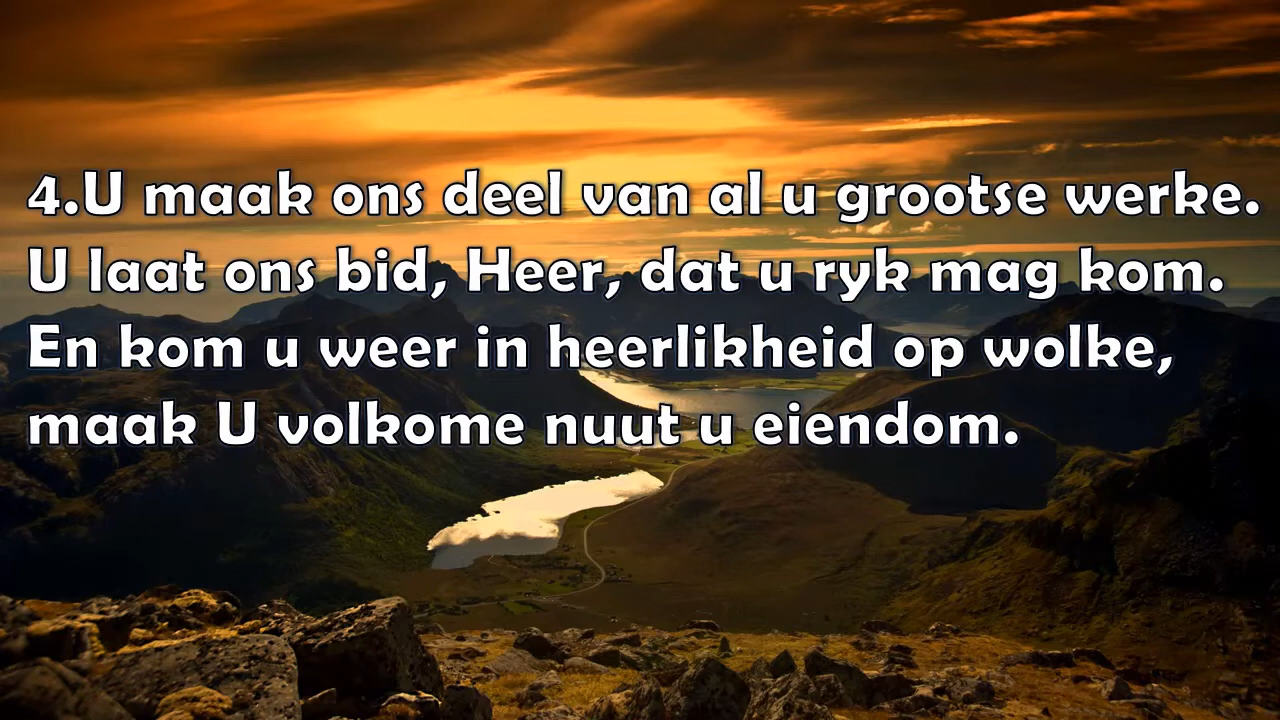 4.U maak ons deel van al u grootse werke.
U laat ons bid, Heer, dat u ryk mag kom.
En kom u weer in heerlikheid op wolke,
maak U volkome nuut u eiendom.